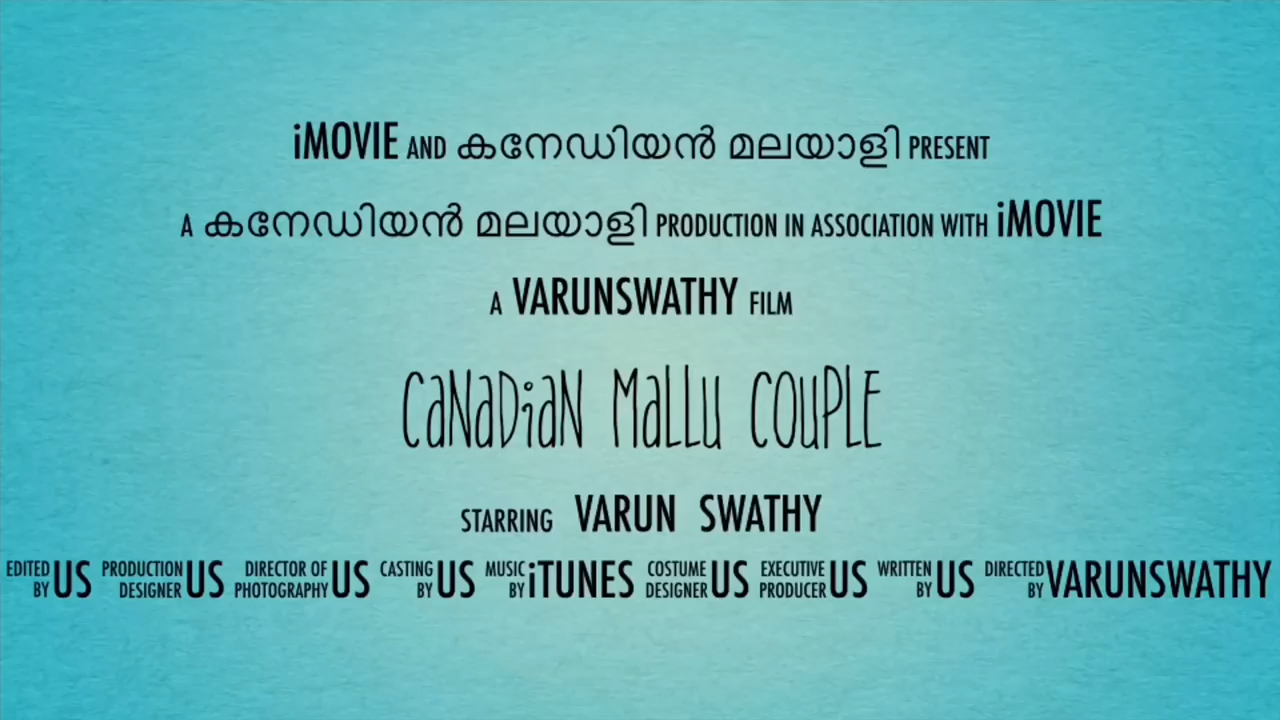 iMOVIE AND കനേഡിയൻ മലയാളി PRESENT
A കനേഡിയൻ മലയാളി PRODUCTION IN ASSOCIATION WITH iMOVIE
A VARUNSWATHY FILM
CaNaDiaN MaLLu COuPLE
STARRING VARUN SWATHY
EDITED BY US PRODUCTION DESIGNER US DIRECTOR OF PHOTOGRAPHY US CASTING BY US MUSIC BY iTUNES COSTUME DESIGNER US EXECUTIVE PRODUCER US WRITTEN BY US DIRECTED BY VARUNSWATHY